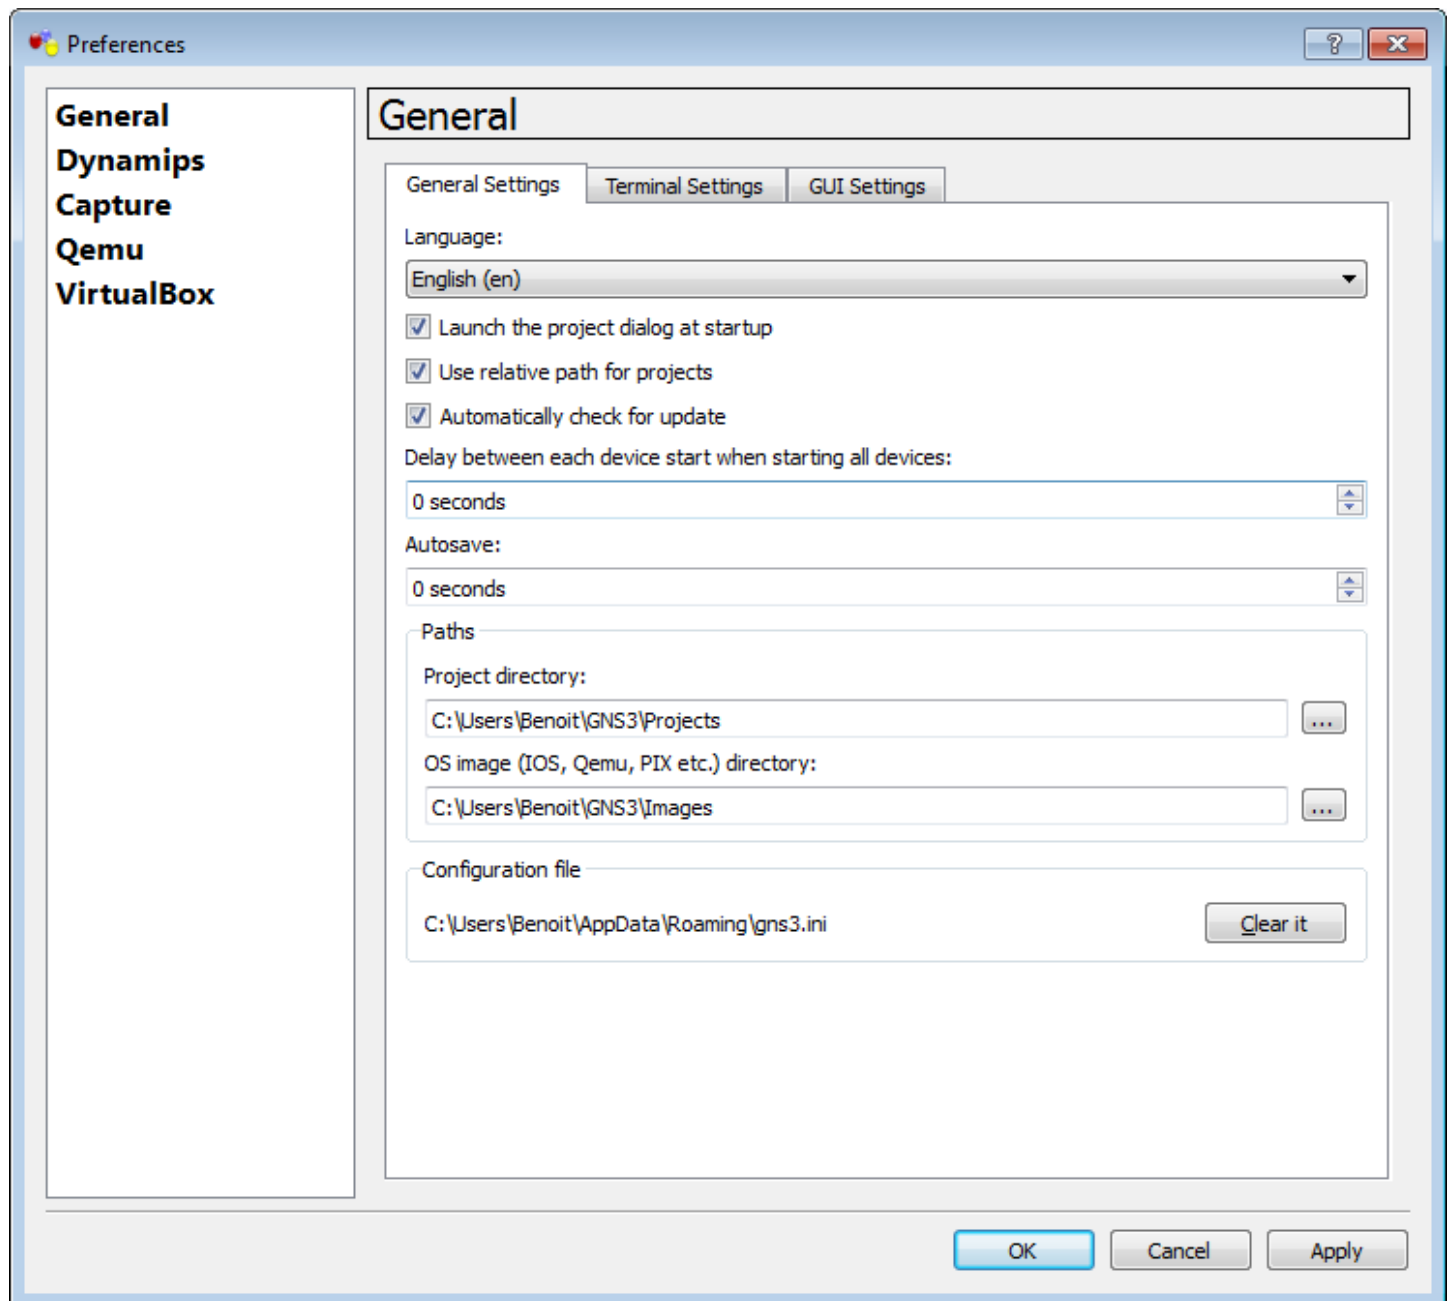 Preferences
General
Dynamips
Capture
Qemu
VirtualBox
General
General Settings
Terminal Settings
GUI Settings
Language:
English (en)
Launch the project dialog at startup
Use relative path for projects
Automatically check for update
Delay between each device start when starting all devices:
0 seconds
Autosave:
0 seconds
Paths
Project directory:
C:\Users\Benoit\GNS3\Projects
...
OS image (IOS, Qemu, PIX etc.) directory:
C:\Users\Benoit\GNS3\Images
...
Configuration file
C:\Users\Benoit\AppData\Roaming\gns3.ini
Clear it
OK
Cancel
Apply